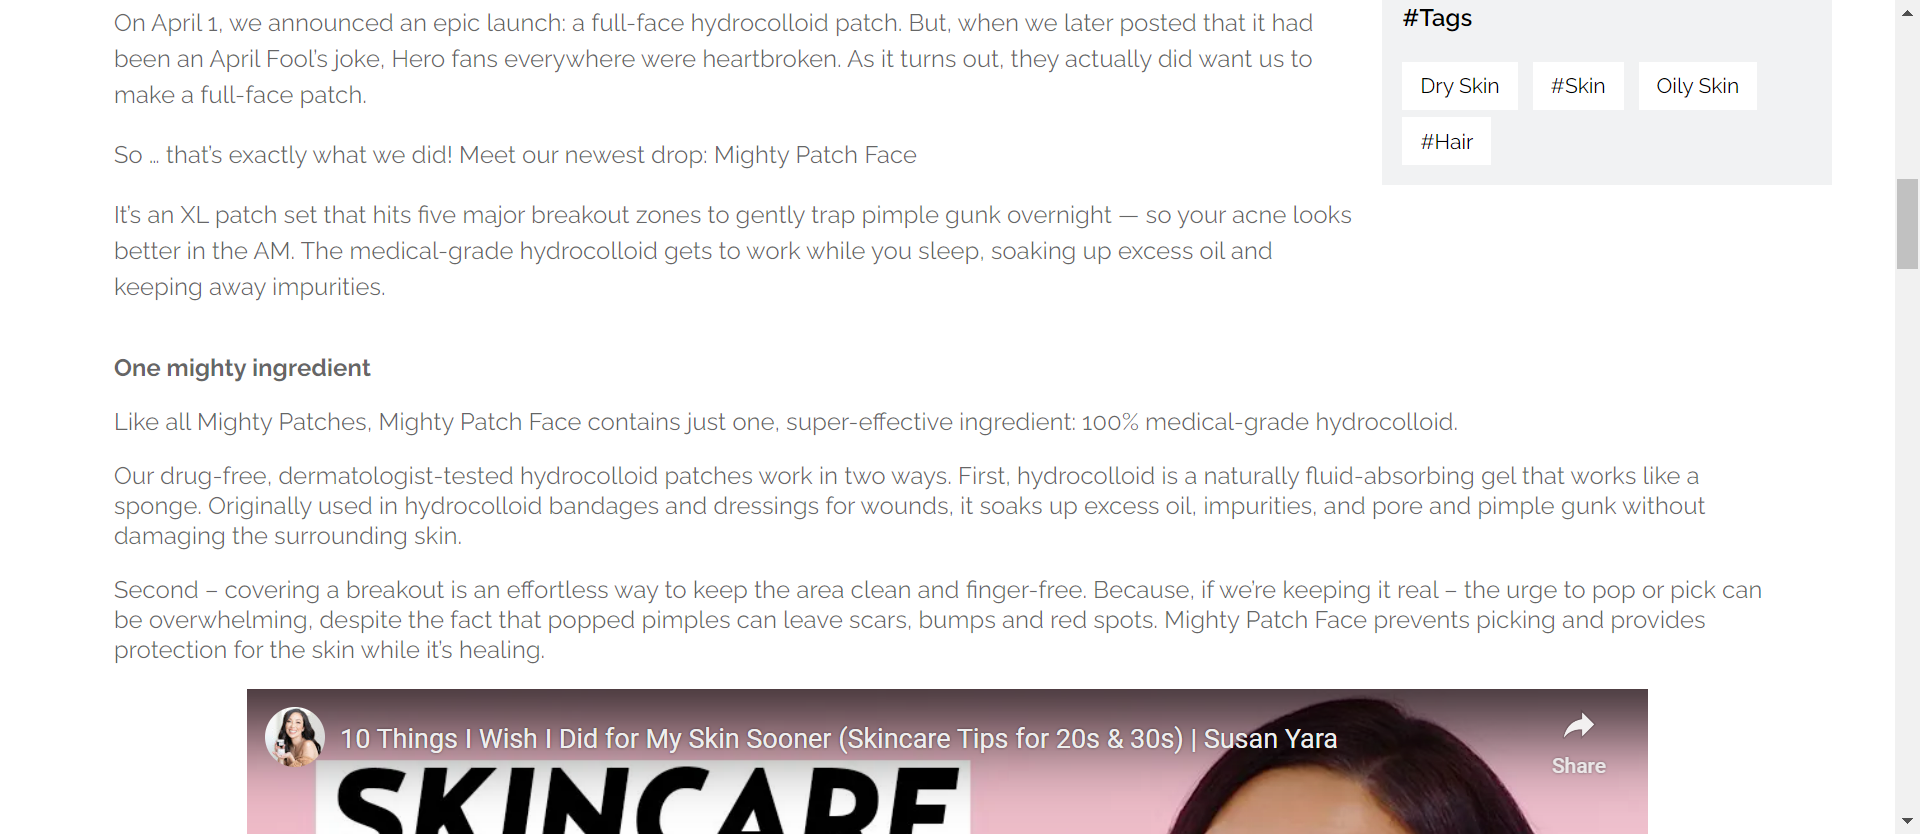 On April 1, we announced an epic launch: a full-face hydrocolloid patch. But, when we later posted that it had
been an April Fool’s joke, Hero fans everywhere were heartbroken. As it turns out, they actually did want us to
make a full-face patch.
So … that’s exactly what we did! Meet our newest drop: Mighty Patch Face
It’s an XL patch set that hits five major breakout zones to gently trap pimple gunk overnight — so your acne looks
better in the AM. The medical-grade hydrocolloid gets to work while you sleep, soaking up excess oil and
keeping away impurities.
#Tags
Dry Skin
#Skin
Oily Skin
#Hair
One mighty ingredient
Like all Mighty Patches, Mighty Patch Face contains just one, super-effective ingredient: 100% medical-grade hydrocolloid.
Our drug-free, dermatologist-tested hydrocolloid patches work in two ways. First, hydrocolloid is a naturally fluid-absorbing gel that works like a
sponge. Originally used in hydrocolloid bandages and dressings for wounds, it soaks up excess oil, impurities, and pore and pimple gunk without
damaging the surrounding skin.
Second – covering a breakout is an effortless way to keep the area clean and finger-free. Because, if we’re keeping it real – the urge to pop or pick can
be overwhelming, despite the fact that popped pimples can leave scars, bumps and red spots. Mighty Patch Face prevents picking and provides
protection for the skin while it’s healing.
10 Things I Wish I Did for My Skin Sooner (Skincare Tips for 20s & 30s) | Susan Yara
Share
SKINCARE